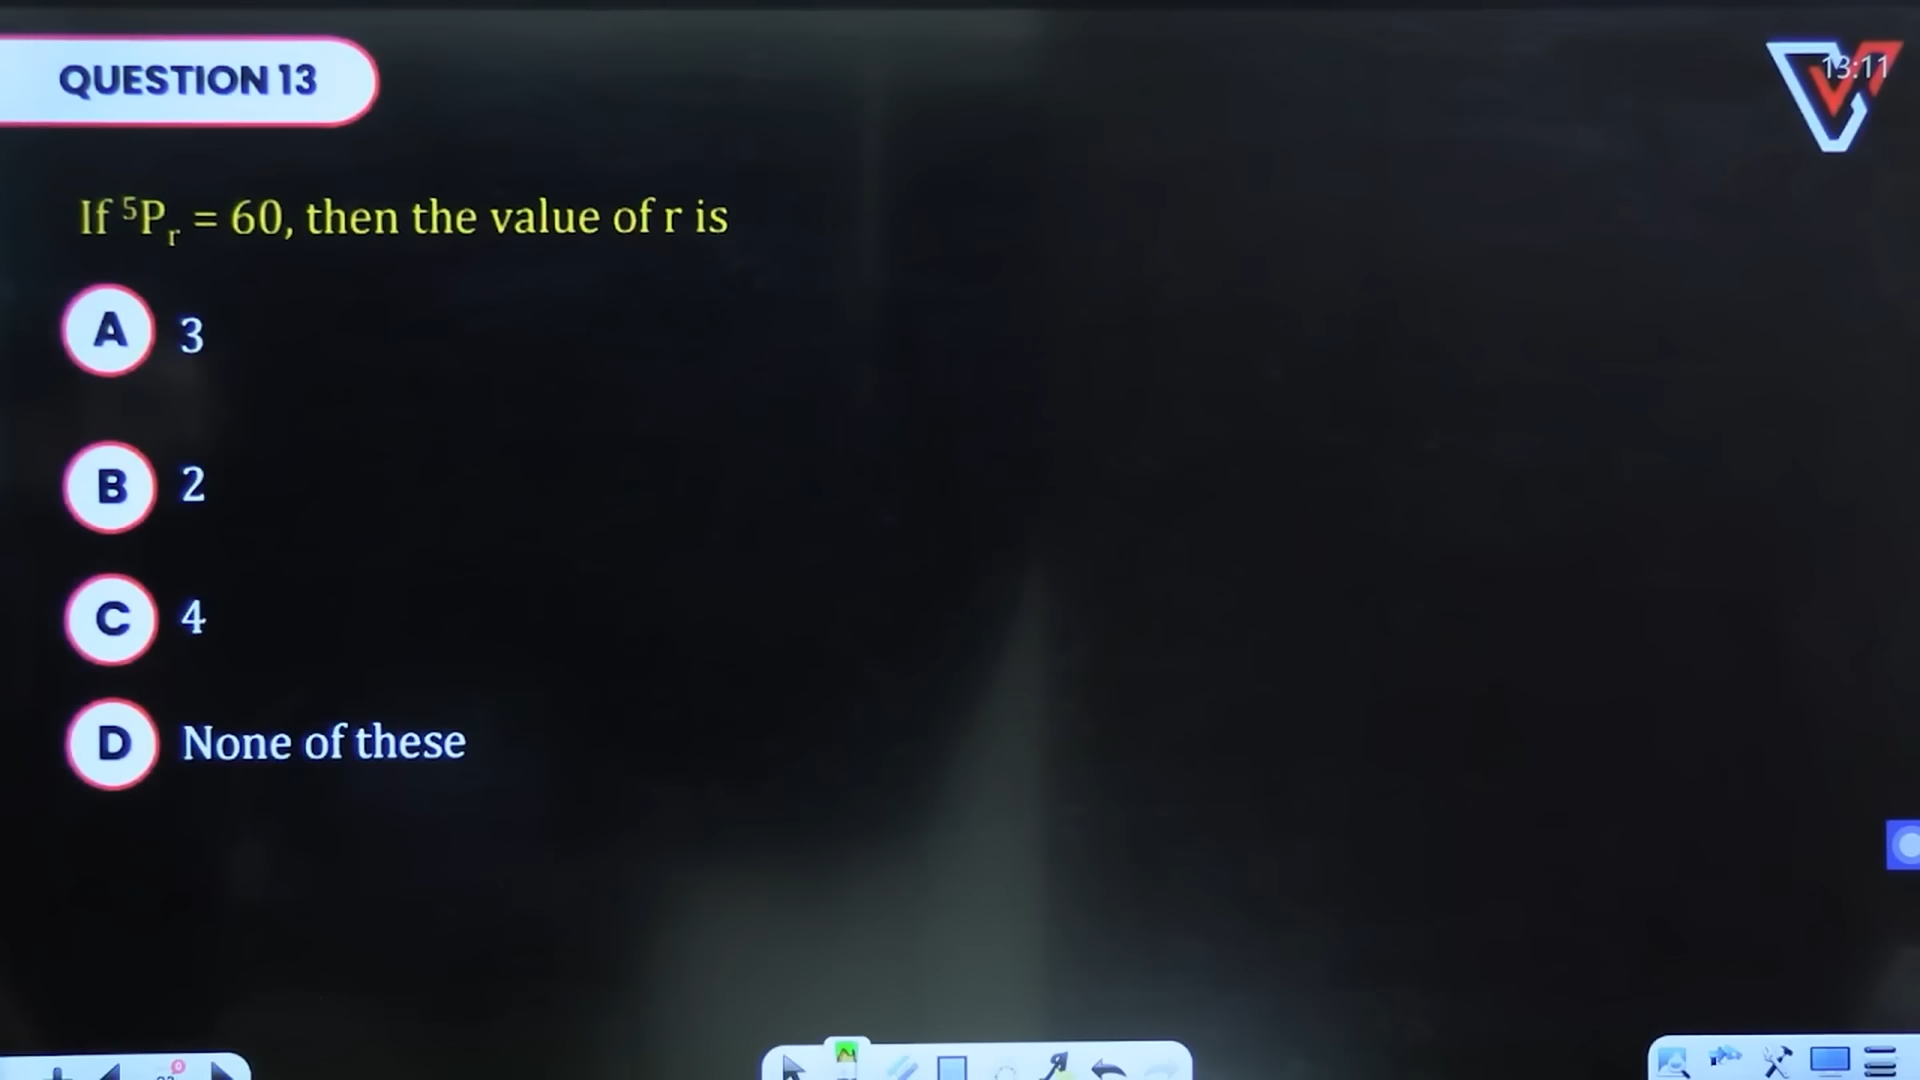 QUESTION 13
13:11
If ⁵Pᵣ = 60, then the value of r is
A 3
B 2
C 4
D None of these